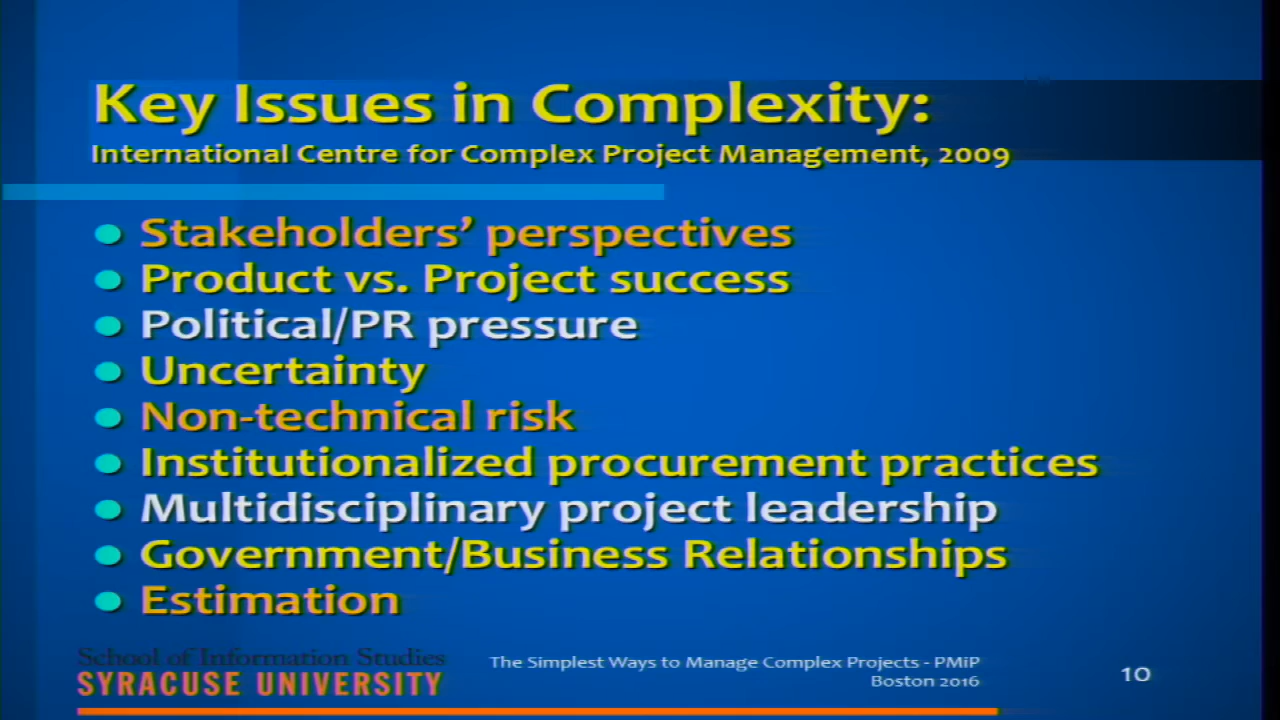 Key Issues in Complexity:
International Centre for Complex Project Management, 2009
Stakeholders' perspectives
Product vs. Project success
Political/PR pressure
Uncertainty
Non-technical risk
Institutionalized procurement practices
Multidisciplinary project leadership
Government/Business Relationships
Estimation
School of Information Studies
SYRACUSE UNIVERSITY
The Simplest Ways to Manage Complex Projects - PMiP
Boston 2016
10